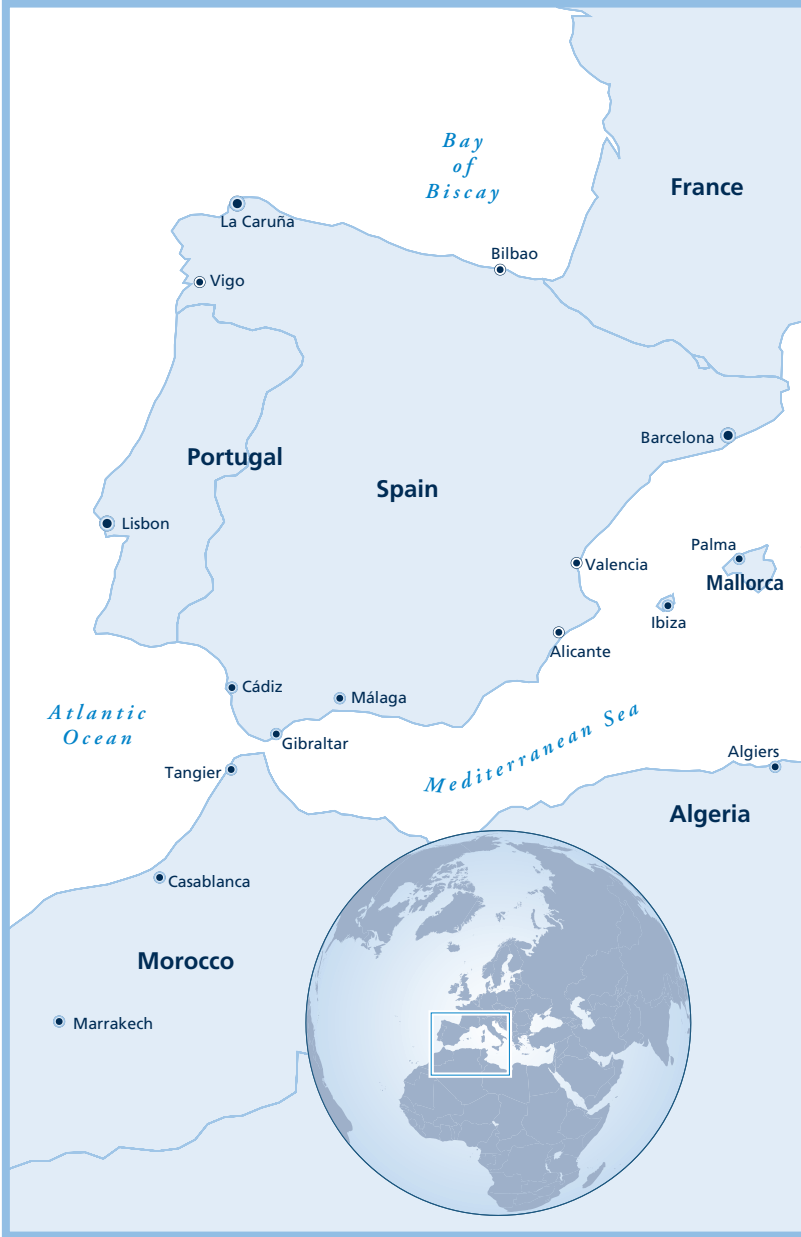 Bay
of
Biscay
France
La Caruña
Bilbao
Vigo
Barcelona
Portugal
Spain
Lisbon
Palma
Valencia
Mallorca
Ibiza
Alicante
Cádiz
Málaga
Atlantic
Ocean
Gibraltar
Mediterranean Sea
Tangier
Algiers
Algeria
Casablanca
Morocco
Marrakech